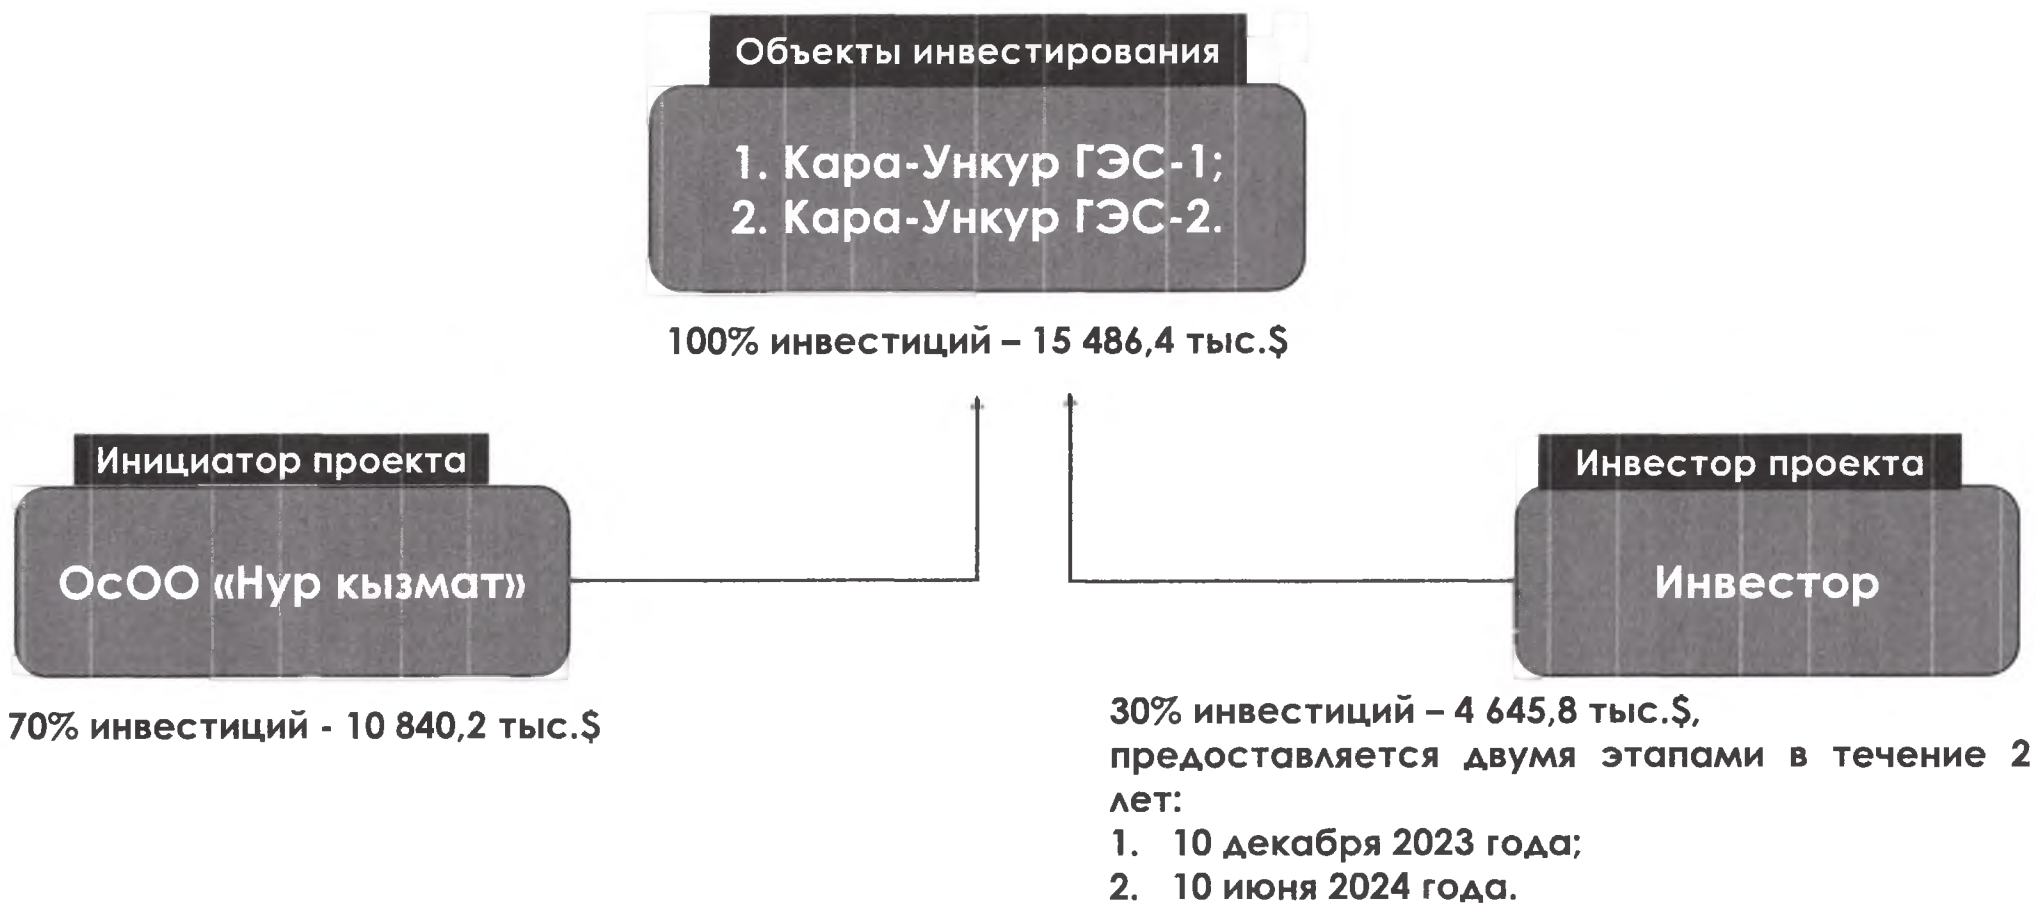 Объекты инвестирования
1. Кара-Ункур ГЭС-1;
2. Кара-Ункур ГЭС-2.
100% инвестиций – 15 486,4 тыс.$
Инициатор проекта
ОсОО «Нур кызмат»
70% инвестиций - 10 840,2 тыс.$
Инвестор проекта
Инвестор
30% инвестиций – 4 645,8 тыс.$,
предоставляется двумя этапами в течение 2
лет:
1. 10 декабря 2023 года;
2. 10 июня 2024 года.